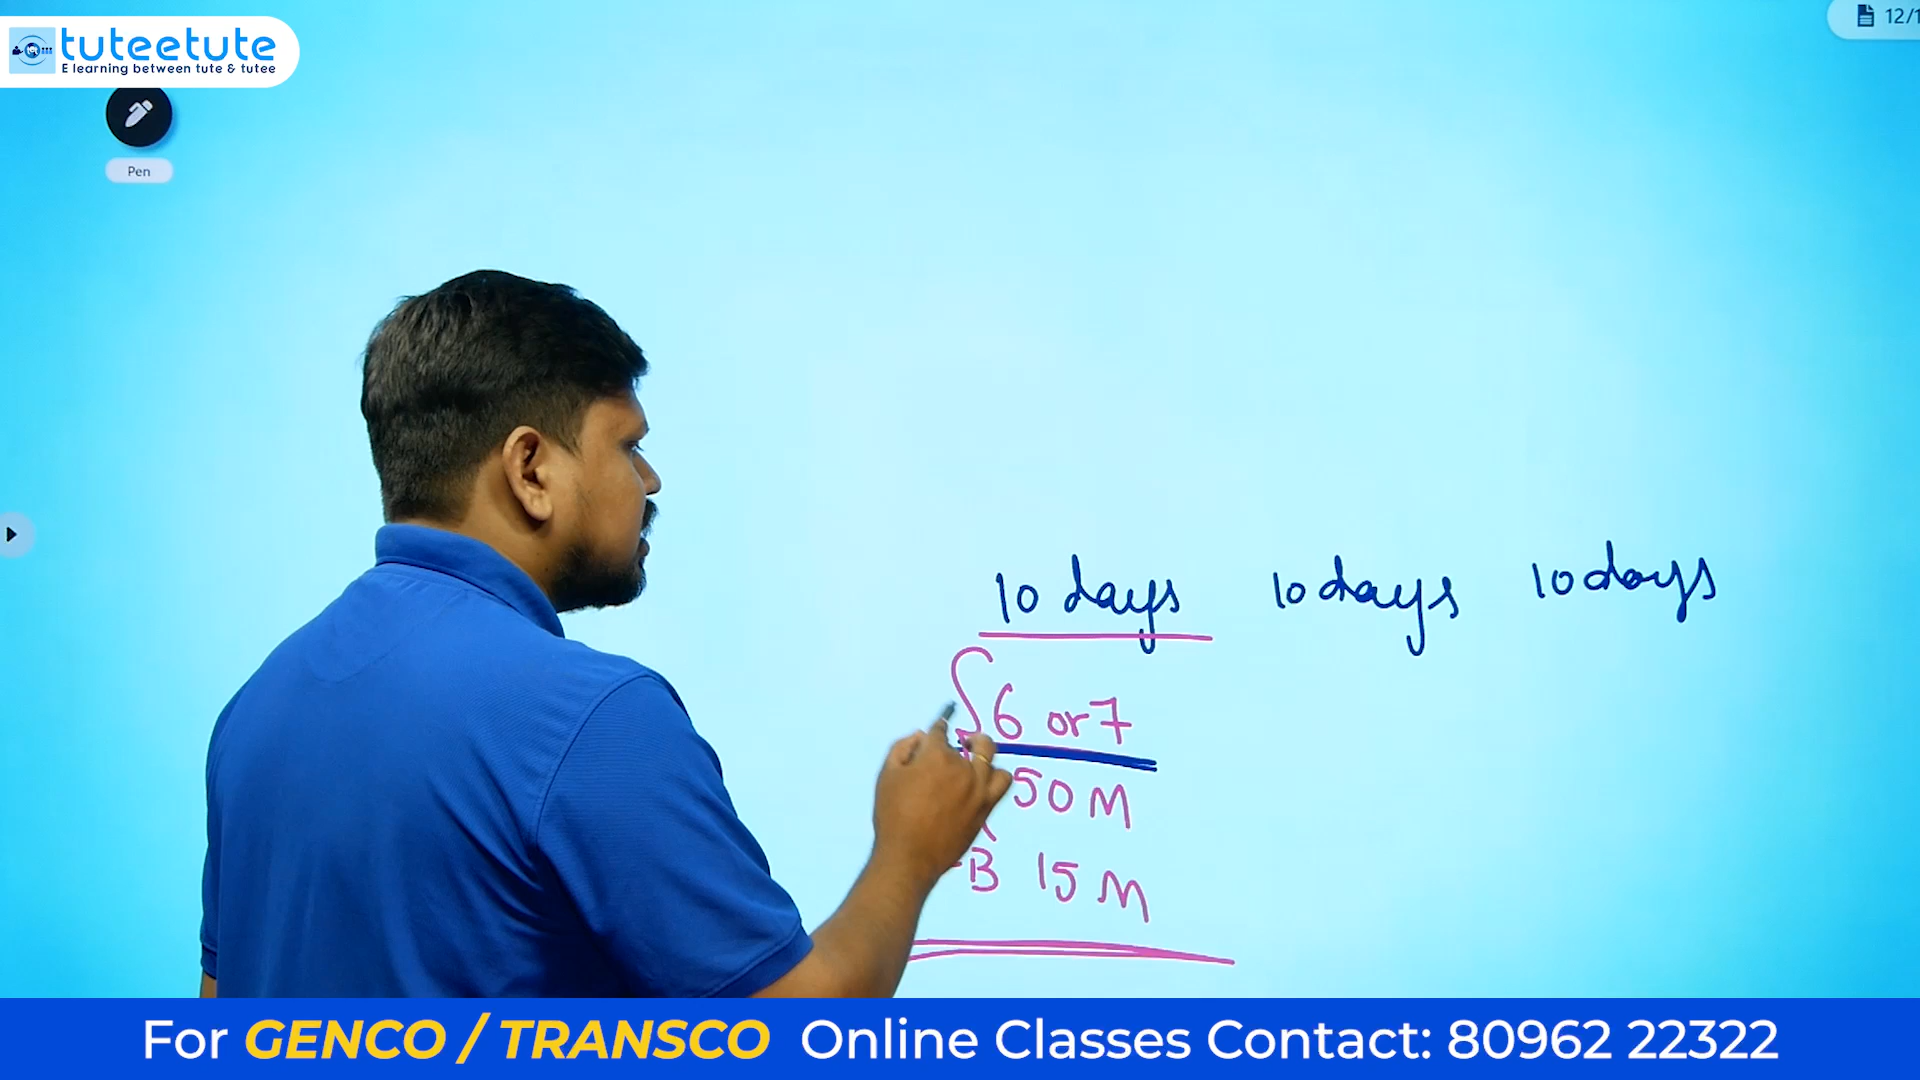 tuteetute
E learning between tute & tutee
12/1
Pen
10 days 10 days 10 days
6 or 7
50 M
B 15 M
For GENCO / TRANSCO Online Classes Contact: 80962 22322